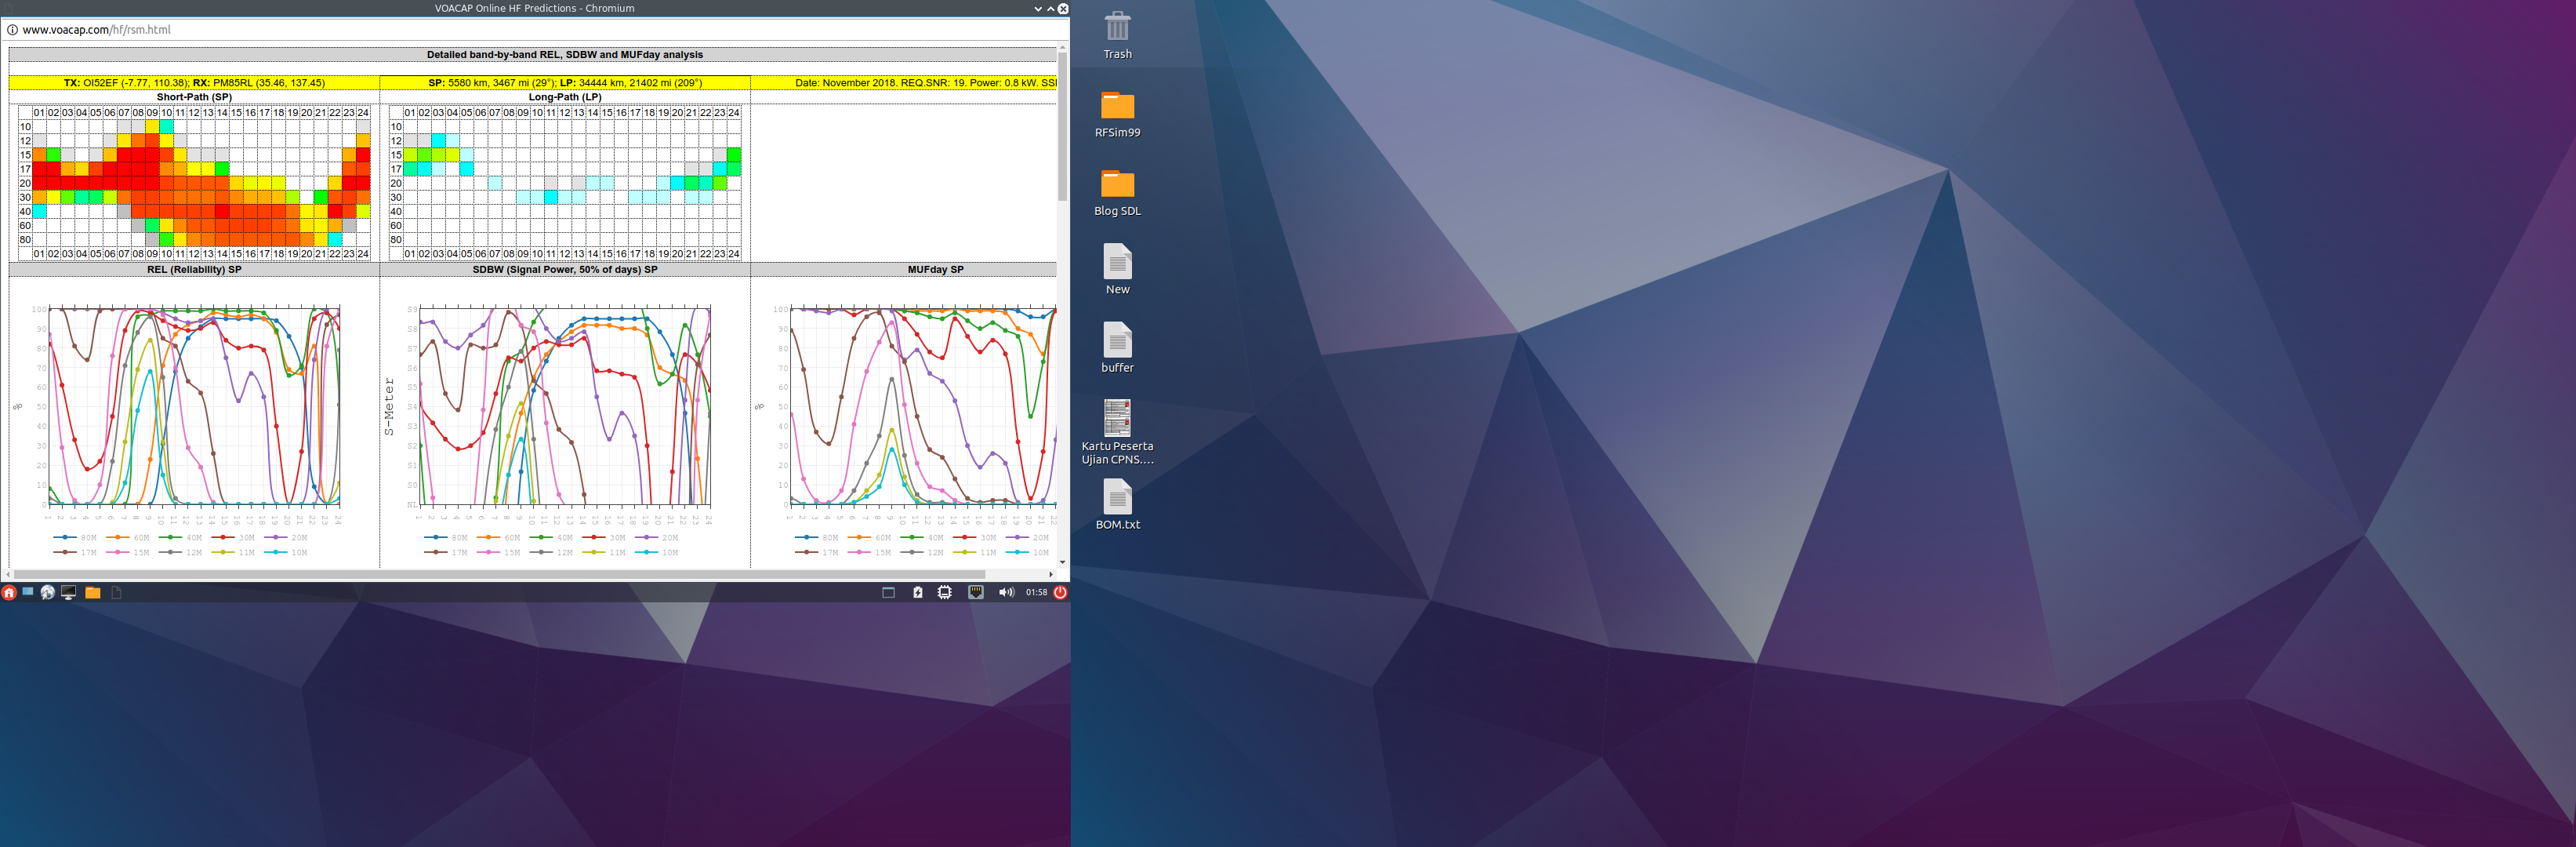 VOACAP Online HF Predictions - Chromium
www.voacap.com/hf/rsm.html
Detailed band-by-band REL, SDBW and MUFday analysis
TX: OI52EF (-7.77, 110.38); RX: PM85RL (35.46, 137.45)
SP: 5580 km, 3467 mi (29°); LP: 34444 km, 21402 mi (209°)
Date: November 2018. REQ.SNR: 19. Power: 0.8 kW. SSI
Short-Path (SP)
Long-Path (LP)
01 02 03 04 05 06 07 08 09 10 11 12 13 14 15 16 17 18 19 20 21 22 23 24
10
12
15
17
20
30
40
60
80
01 02 03 04 05 06 07 08 09 10 11 12 13 14 15 16 17 18 19 20 21 22 23 24
01 02 03 04 05 06 07 08 09 10 11 12 13 14 15 16 17 18 19 20 21 22 23 24
10
12
15
17
20
30
40
60
80
01 02 03 04 05 06 07 08 09 10 11 12 13 14 15 16 17 18 19 20 21 22 23 24
REL (Reliability) SP
SDBW (Signal Power, 50% of days) SP
MUFday SP
100
90
80
70
60
50
40
30
20
10
0
%
1 2 3 4 5 6 7 8 9 10 11 12 13 14 15 16 17 18 19 20 21 22 23 24
80M 60M 40M 30M 20M
17M 15M 12M 11M 10M
S9
S8
S7
S6
S5
S4
S3
S2
S1
S0
NL
S-Meter
1 2 3 4 5 6 7 8 9 10 11 12 13 14 15 16 17 18 19 20 21 22 23 24
80M 60M 40M 30M 20M
17M 15M 12M 11M 10M
100
90
80
70
60
50
40
30
20
10
0
%
1 2 3 4 5 6 7 8 9 10 11 12 13 14 15 16 17 18 19 20 21 22
80M 60M 40M 30M 20M
17M 15M 12M 11M 10M
01:58
Trash
RFSim99
Blog SDL
New
buffer
Kartu Peserta
Ujian CPNS....
BOM.txt